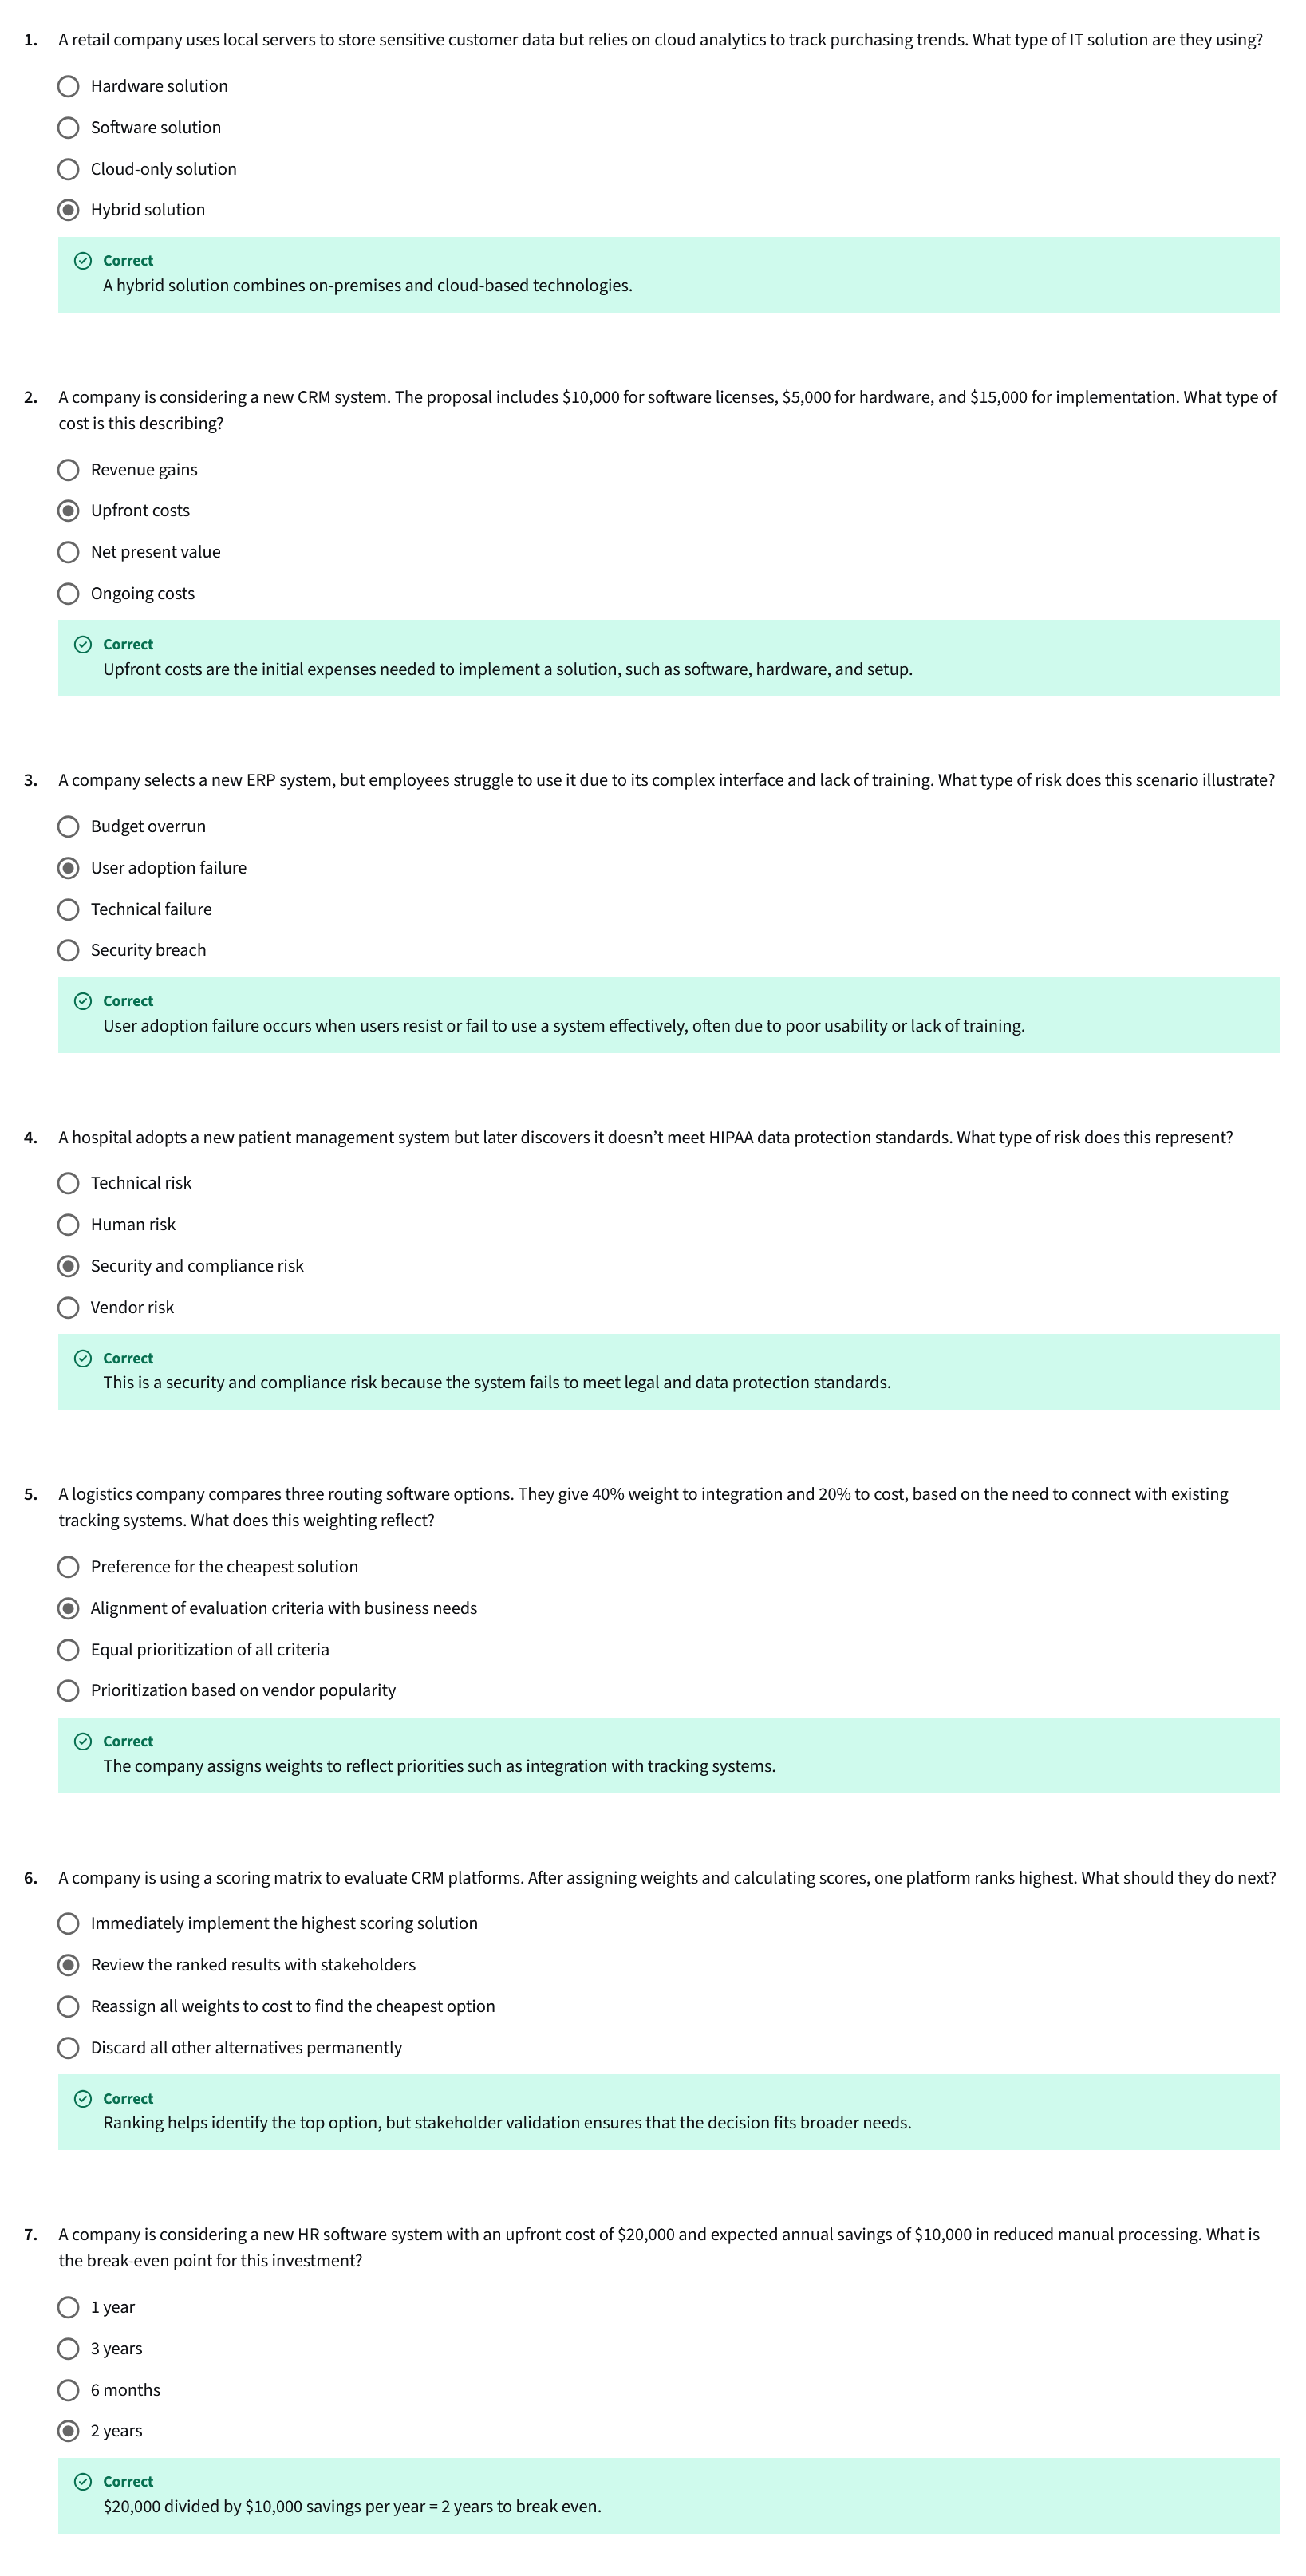 1. A retail company uses local servers to store sensitive customer data but relies on cloud analytics to track purchasing trends. What type of IT solution are they using?
Hardware solution
Software solution
Cloud-only solution
Hybrid solution
Correct
A hybrid solution combines on-premises and cloud-based technologies.
2. A company is considering a new CRM system. The proposal includes $10,000 for software licenses, $5,000 for hardware, and $15,000 for implementation. What type of
cost is this describing?
Revenue gains
Upfront costs
Net present value
Ongoing costs
Correct
Upfront costs are the initial expenses needed to implement a solution, such as software, hardware, and setup.
3. A company selects a new ERP system, but employees struggle to use it due to its complex interface and lack of training. What type of risk does this scenario illustrate?
Budget overrun
User adoption failure
Technical failure
Security breach
Correct
User adoption failure occurs when users resist or fail to use a system effectively, often due to poor usability or lack of training.
4. A hospital adopts a new patient management system but later discovers it doesn’t meet HIPAA data protection standards. What type of risk does this represent?
Technical risk
Human risk
Security and compliance risk
Vendor risk
Correct
This is a security and compliance risk because the system fails to meet legal and data protection standards.
5. A logistics company compares three routing software options. They give 40% weight to integration and 20% to cost, based on the need to connect with existing
tracking systems. What does this weighting reflect?
Preference for the cheapest solution
Alignment of evaluation criteria with business needs
Equal prioritization of all criteria
Prioritization based on vendor popularity
Correct
The company assigns weights to reflect priorities such as integration with tracking systems.
6. A company is using a scoring matrix to evaluate CRM platforms. After assigning weights and calculating scores, one platform ranks highest. What should they do next?
Immediately implement the highest scoring solution
Review the ranked results with stakeholders
Reassign all weights to cost to find the cheapest option
Discard all other alternatives permanently
Correct
Ranking helps identify the top option, but stakeholder validation ensures that the decision fits broader needs.
7. A company is considering a new HR software system with an upfront cost of $20,000 and expected annual savings of $10,000 in reduced manual processing. What is
the break-even point for this investment?
1 year
3 years
6 months
2 years
Correct
$20,000 divided by $10,000 savings per year = 2 years to break even.